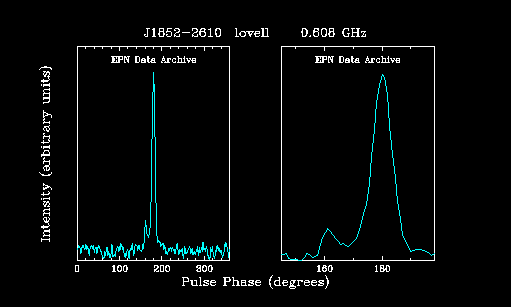 J1852-2610 lovell 0.608 GHz
EPN Data Archive
EPN Data Archive
Intensity (arbitrary units)
0 100 200 300
160 180
Pulse Phase (degrees)